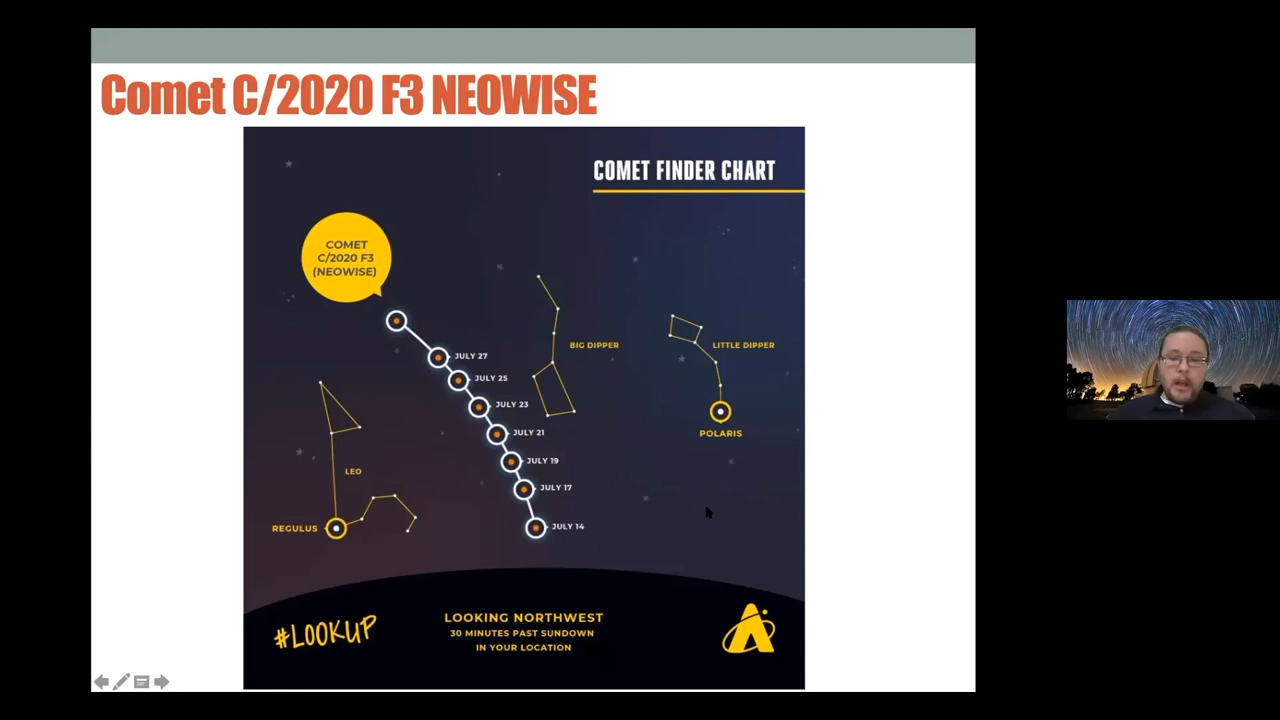 Comet C/2020 F3 NEOWISE
COMET FINDER CHART
COMET
C/2020 F3
(NEOWISE)
BIG DIPPER
LITTLE DIPPER
JULY 27
JULY 25
JULY 23
JULY 21
POLARIS
JULY 19
LEO
JULY 17
JULY 14
REGULUS
#LOOKUP
LOOKING NORTHWEST
30 MINUTES PAST SUNDOWN
IN YOUR LOCATION